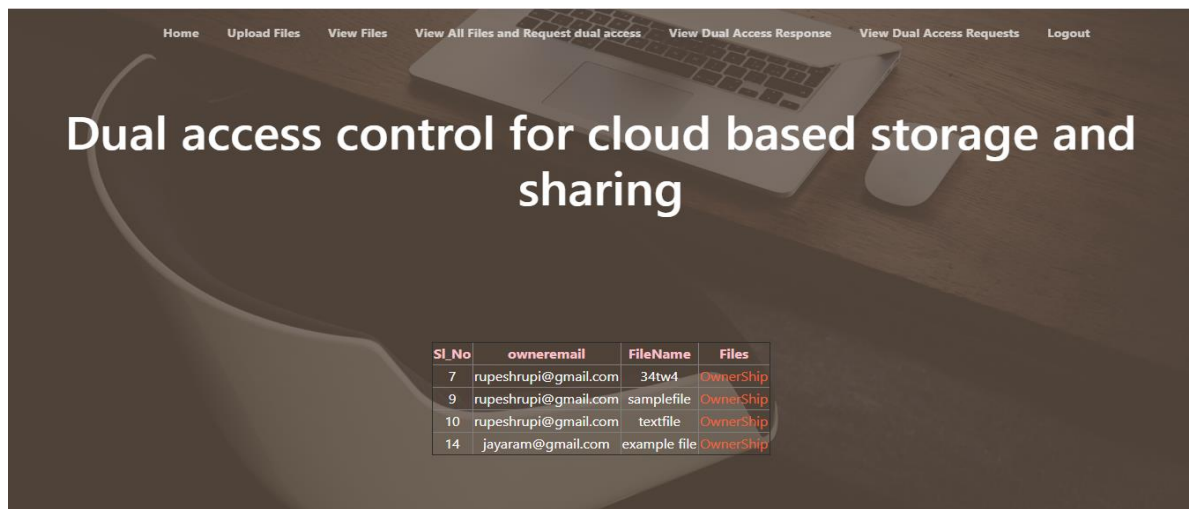 Home Upload Files View Files View All Files and Request dual access View Dual Access Response View Dual Access Requests Logout
Dual access control for cloud based storage and
sharing
Sl_No owneremail FileName Files
7 rupeshrupi@gmail.com 34tw4 OwnerShip
9 rupeshrupi@gmail.com samplefile OwnerShip
10 rupeshrupi@gmail.com textfile OwnerShip
14 jayaram@gmail.com example file OwnerShip